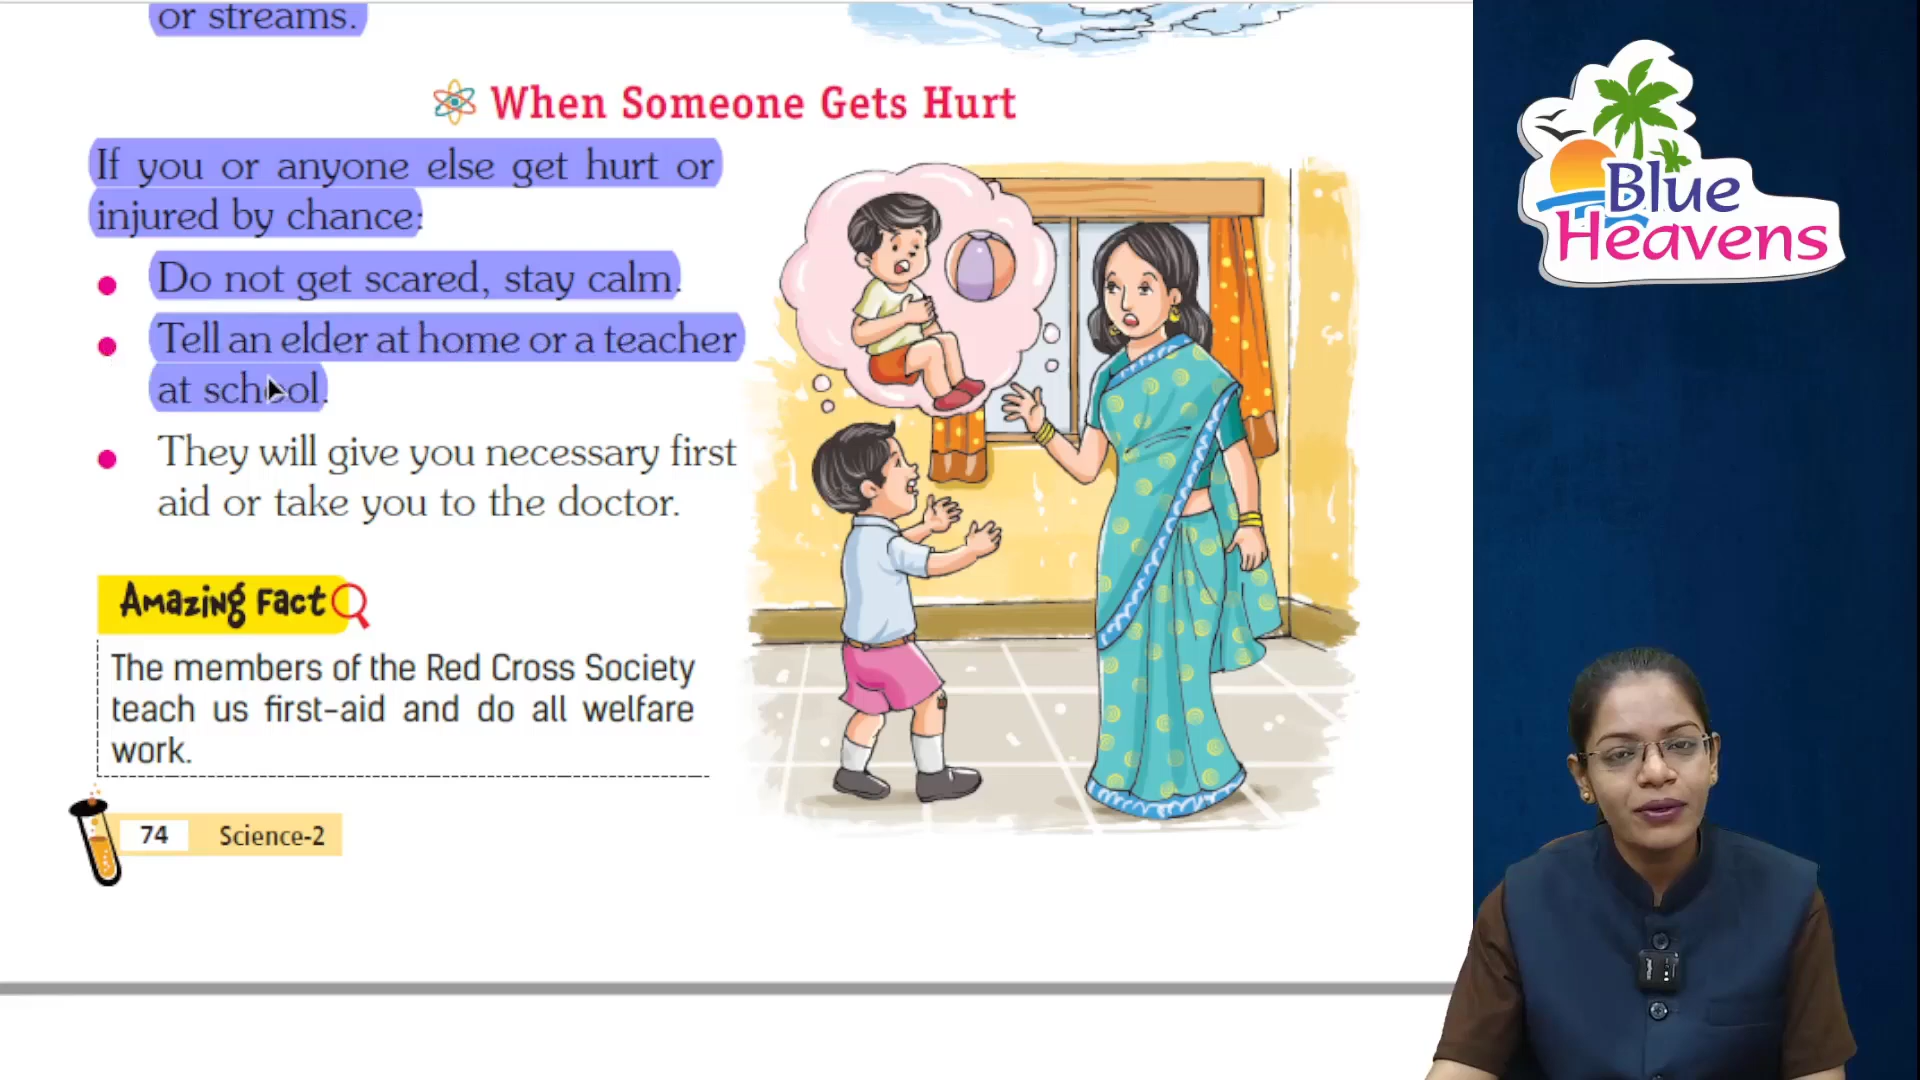 or streams.
When Someone Gets Hurt
If you or anyone else get hurt or
injured by chance:
Do not get scared, stay calm.
Tell an elder at home or a teacher
at school.
They will give you necessary first
aid or take you to the doctor.
Amazing Fact
The members of the Red Cross Society
teach us first-aid and do all welfare
work.
74 Science-2
Blue
Heavens